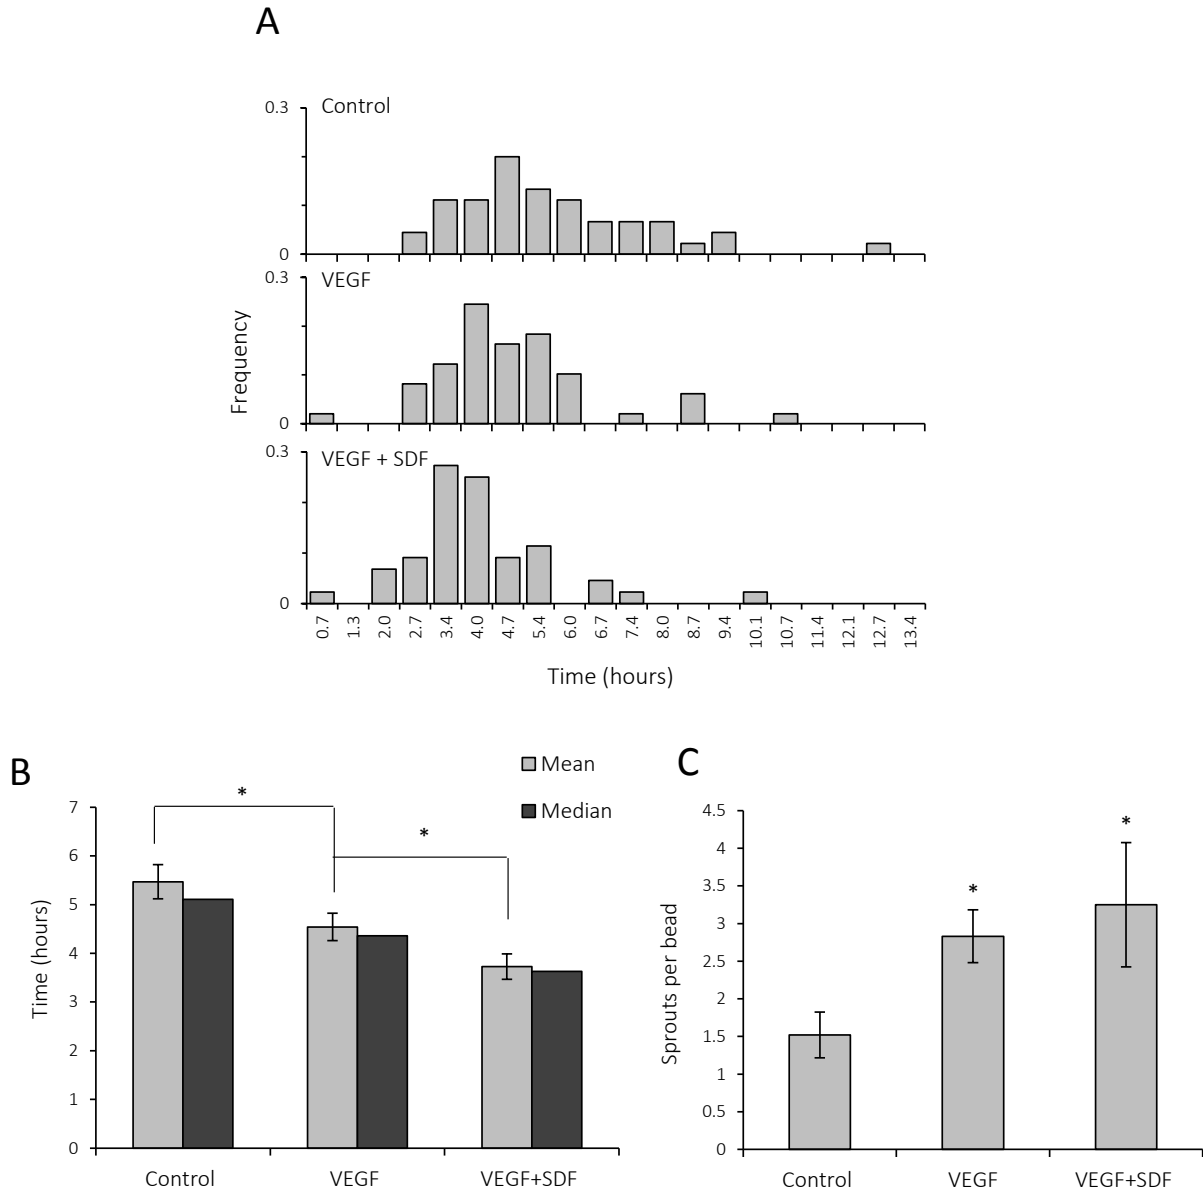 A
Control
0.3
0
VEGF
0.3
0
Frequency
VEGF + SDF
0.3
0
0.7 1.3 2.0 2.7 3.4 4.0 4.7 5.4 6.0 6.7 7.4 8.0 8.7 9.4 10.1 10.7 11.4 12.1 12.7 13.4
Time (hours)
B
Mean
Median
*
*
7
6
5
4
3
2
1
0
Time (hours)
Control VEGF VEGF+SDF
C
4.5
4
3.5
3
2.5
2
1.5
1
0.5
0
Sprouts per bead
*
*
Control VEGF VEGF+SDF